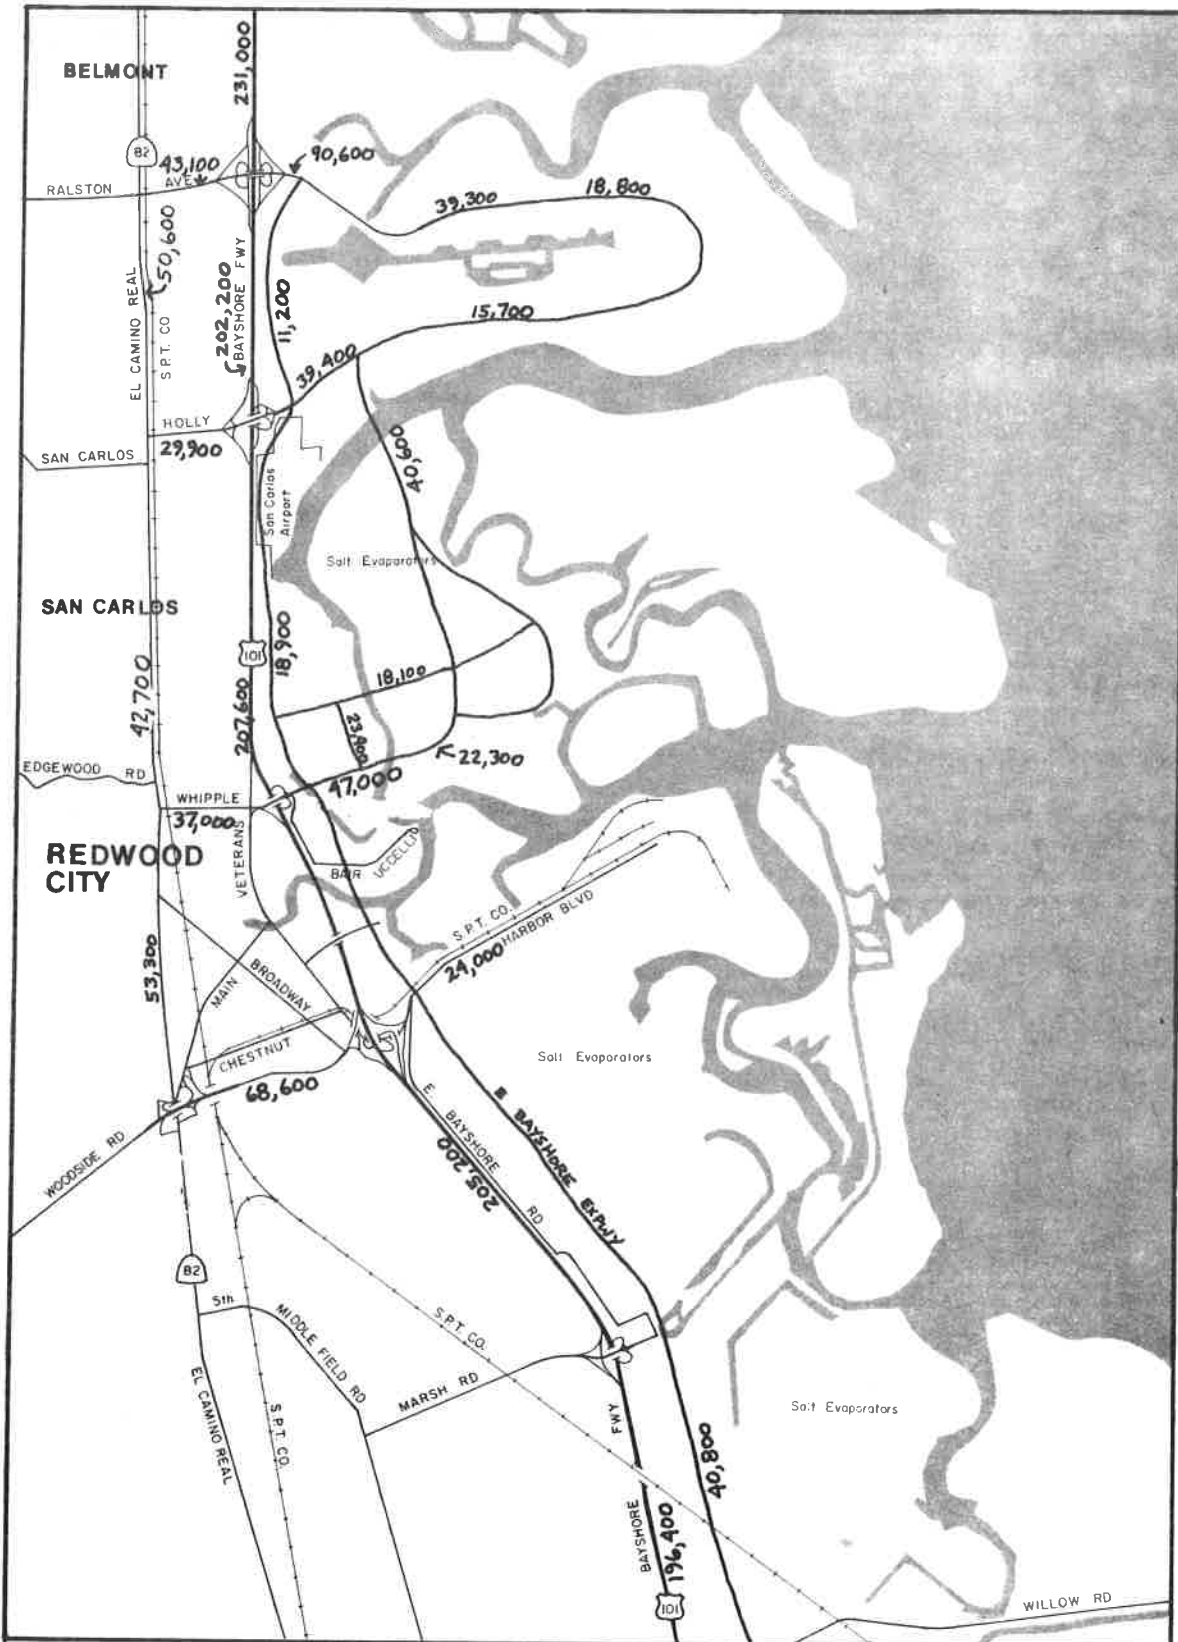 BELMONT
231,000
82
43,100
AVE*
RALSTON
90,600
39,300
18,800
50,600
EL CAMINO REAL
S.P.T. CO
202,200
BAYSHORE FWY
11,200
15,700
39,400
HOLLY
29,900
SAN CARLOS
San Carlos
Airport
40,600
Salt Evaporators
SAN CARLOS
101
18,900
18,100
42,700
207,600
23,400
22,300
EDGEWOOD RD
47,000
WHIPPLE
37,000
VETERANS
REDWOOD
CITY
BAIR
UCCELLI
S.P.T. CO.
24,000
HARBOR BLVD
53,300
MAIN
BROADWAY
CHESTNUT
68,600
Salt Evaporators
E BAYSHORE RD
E BAYSHORE EXPWY
205,200
WOODSIDE RD
82
5th
MIDDLE FIELD RD
S.P.T. CO.
MARSH RD
EL CAMINO REAL
S.P.T. CO.
Salt Evaporators
FWY
40,800
BAYSHORE
196,400
101
WILLOW RD